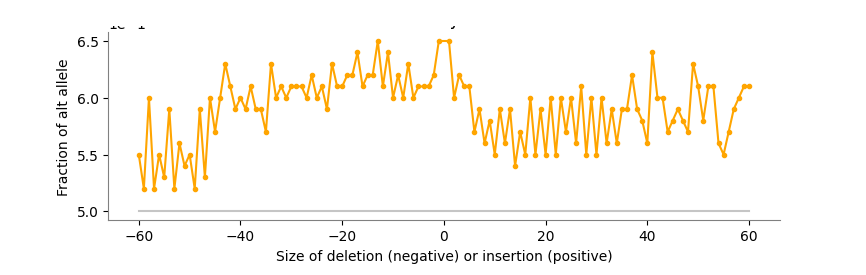 6.5
6.0
5.5
5.0
Fraction of alt allele
−60 −40 −20 0 20 40 60
Size of deletion (negative) or insertion (positive)